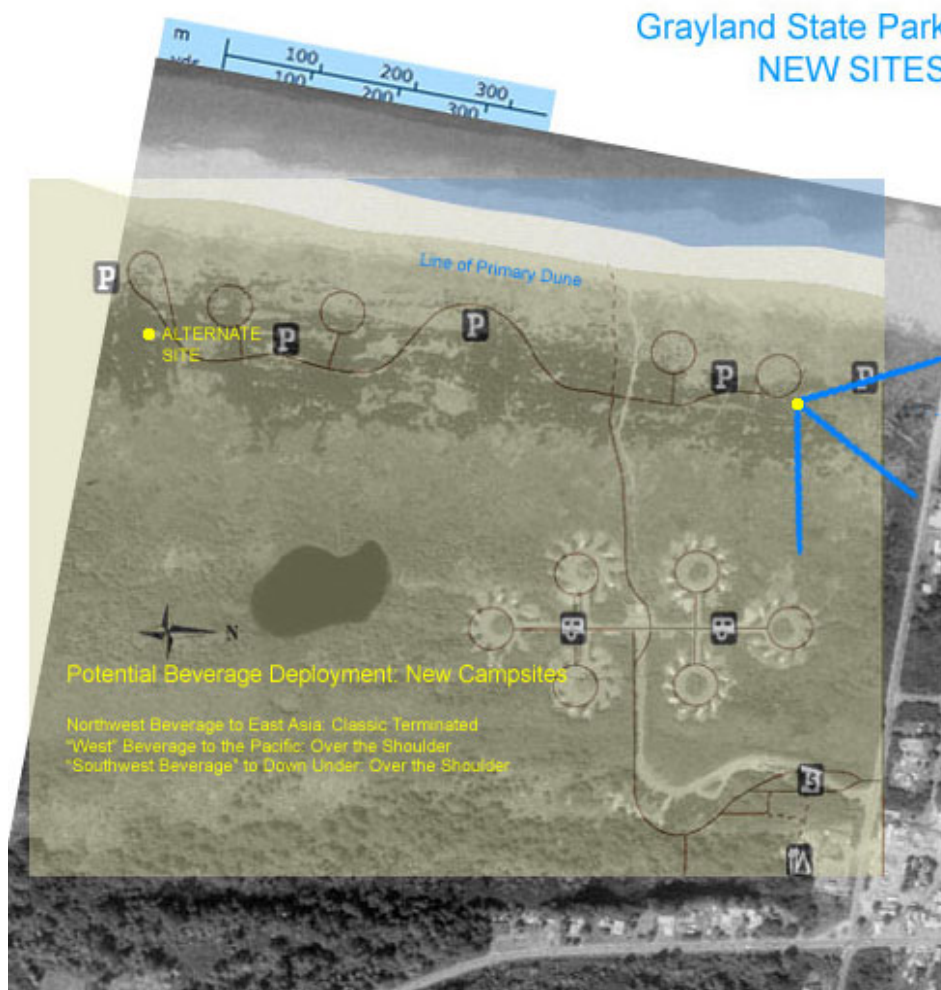 Grayland State Park
NEW SITES
m
100 200 300
yds
100 200 300
Line of Primary Dune
P
P
P
P
P
ALTERNATE
SITE
N
Potential Beverage Deployment: New Campsites
Northwest Beverage to East Asia: Classic Terminated
"West" Beverage to the Pacific: Over the Shoulder
"Southwest Beverage" to Down Under: Over the Shoulder